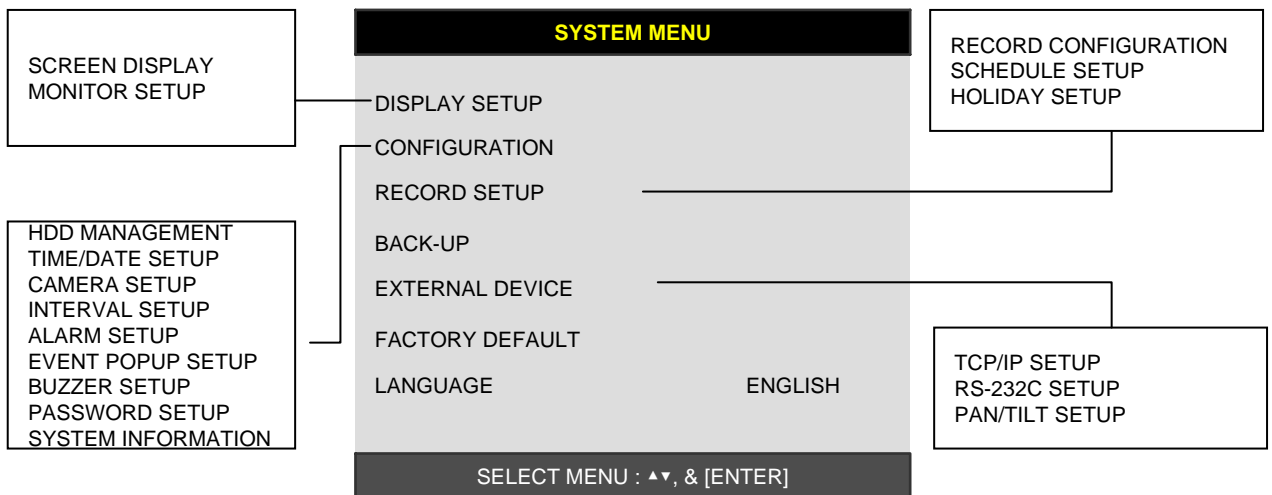 SYSTEM MENU
SCREEN DISPLAY
MONITOR SETUP
DISPLAY SETUP
CONFIGURATION
RECORD SETUP
BACK-UP
EXTERNAL DEVICE
FACTORY DEFAULT
LANGUAGE ENGLISH
SELECT MENU : ▲▼, & [ENTER]
HDD MANAGEMENT
TIME/DATE SETUP
CAMERA SETUP
INTERVAL SETUP
ALARM SETUP
EVENT POPUP SETUP
BUZZER SETUP
PASSWORD SETUP
SYSTEM INFORMATION
RECORD CONFIGURATION
SCHEDULE SETUP
HOLIDAY SETUP
TCP/IP SETUP
RS-232C SETUP
PAN/TILT SETUP